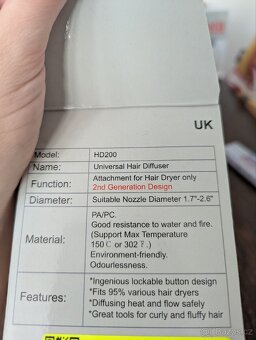 UK
Model: HD200
Name: Universal Hair Diffuser
Function: Attachment for Hair Dryer only
2nd Generation Design
Diameter: Suitable Nozzle Diameter 1.7"-2.6"
PA/PC.
Good resistance to water and fire.
(Support Max Temperature
Material: 150℃ or 302℉.)
Environment-friendly.
Odourlessness.
*Ingenious lockable button design
Features: *Fits 95% various hair dryers
*Diffusing heat and flow safely
*Great tools for curly and fluffy hair